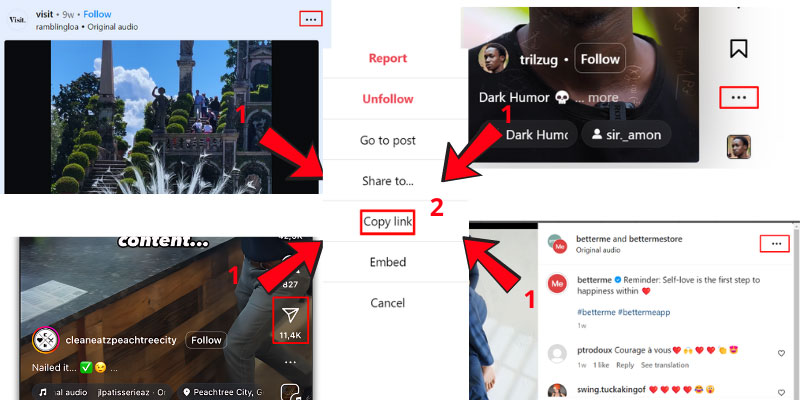 Visit.
visit • 9w • Follow
ramblingloa • Original audio
1
Report
Unfollow
Go to post
Share to...
Copy link
Embed
Cancel
2
trilzug •
Follow
Dark Humor 💀 ... more
Dark Humo
sir._amon
1
content...
827
11,4K
cleaneatzpeachtreecity
Follow
Nailed it... ✅😉 ...
al audio
jlpatisserieaz · Or
Peachtree City, G
1
Me
betterme and bettermestore
Original audio
Me
betterme Reminder: Self-love is the first step to
happiness within ❤️
#betterme #bettermeapp
1w
ptrodoux Courage à vous
1w 1 like Reply See translation
swing.tuckakingof
1